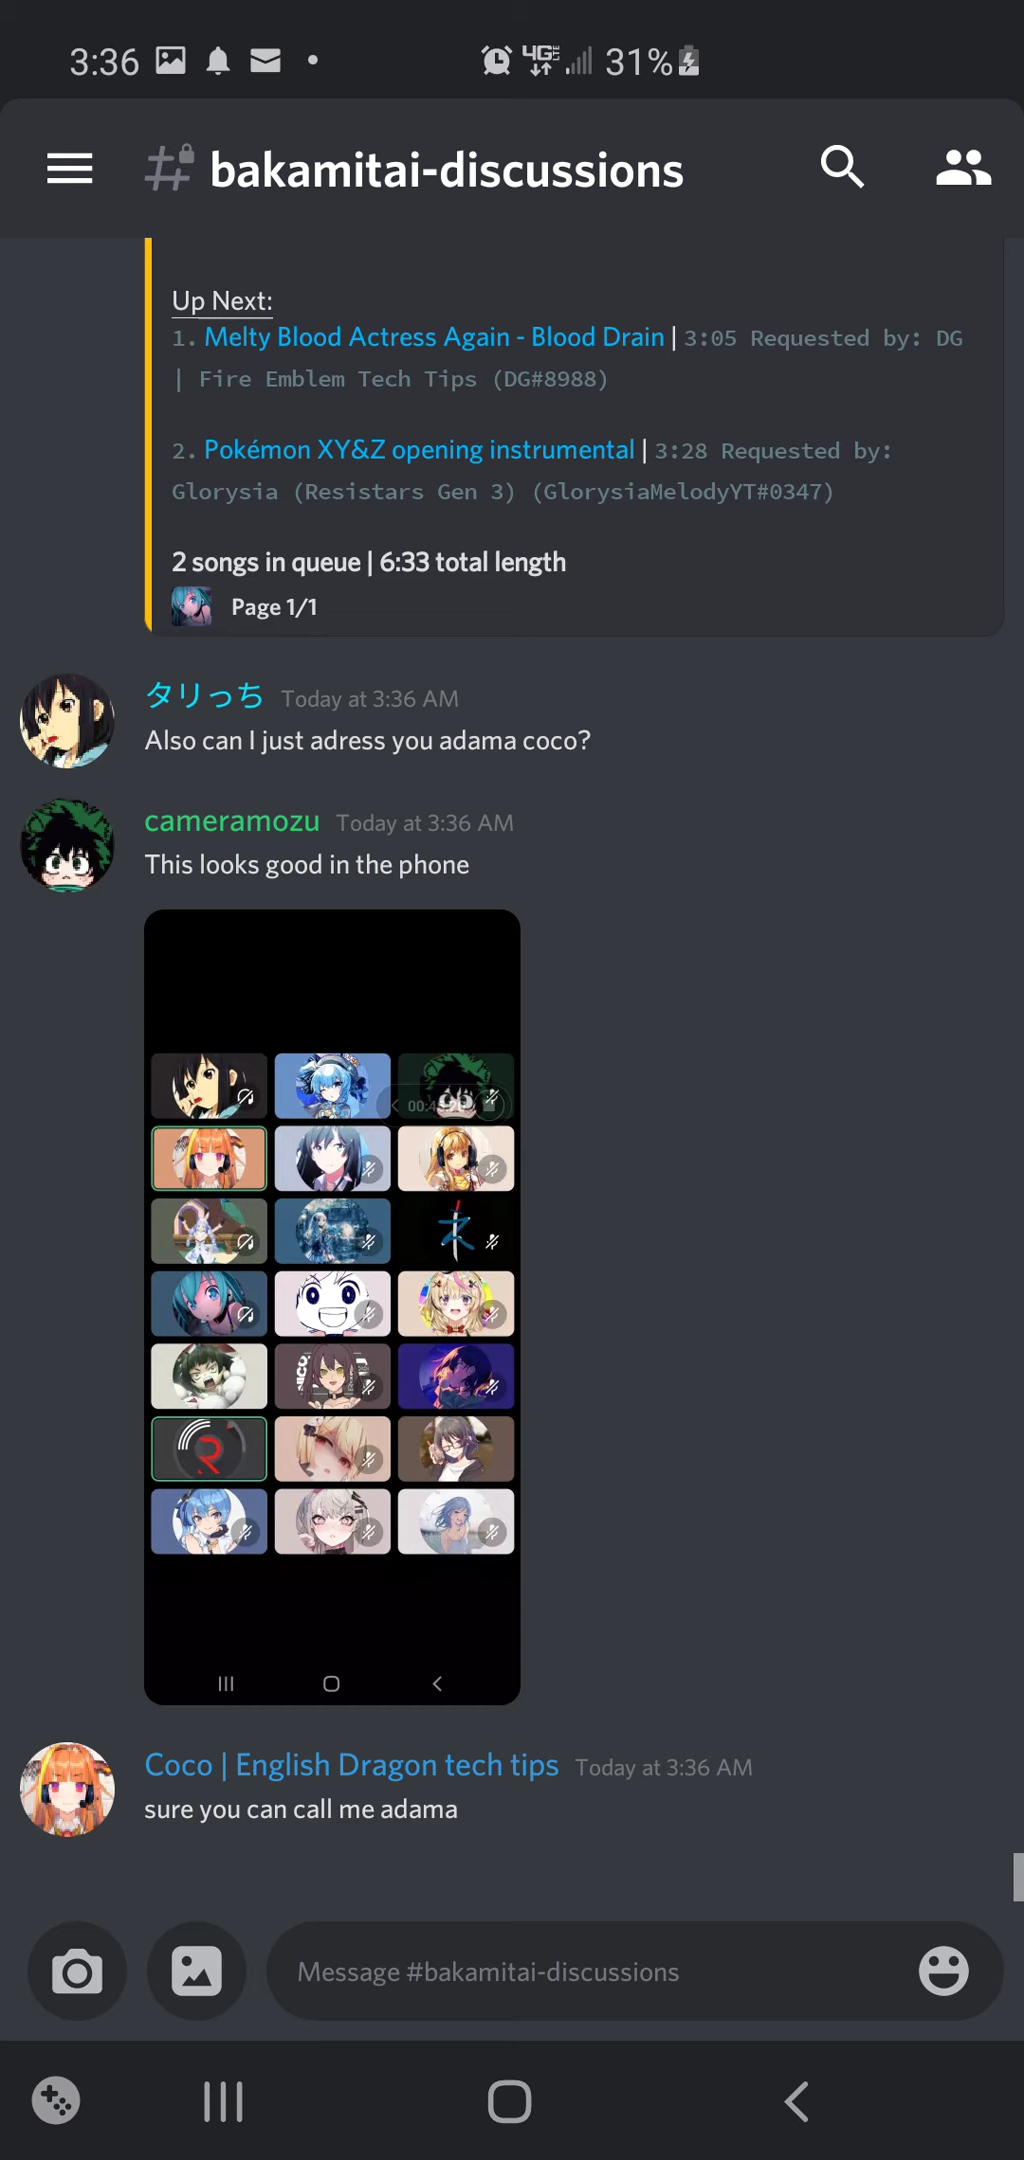 3:36 4G LTE 31%
bakamitai-discussions
Up Next:
1. Melty Blood Actress Again - Blood Drain | 3:05 Requested by: DG
| Fire Emblem Tech Tips (DG#8988)
2. Pokémon XY&Z opening instrumental | 3:28 Requested by:
Glorysia (Resistars Gen 3) (GlorysiaMelodyYT#0347)
2 songs in queue | 6:33 total length
Page 1/1
タリっち Today at 3:36 AM
Also can I just adress you adama coco?
cameramozu Today at 3:36 AM
This looks good in the phone
Coco | English Dragon tech tips Today at 3:36 AM
sure you can call me adama
Message #bakamitai-discussions